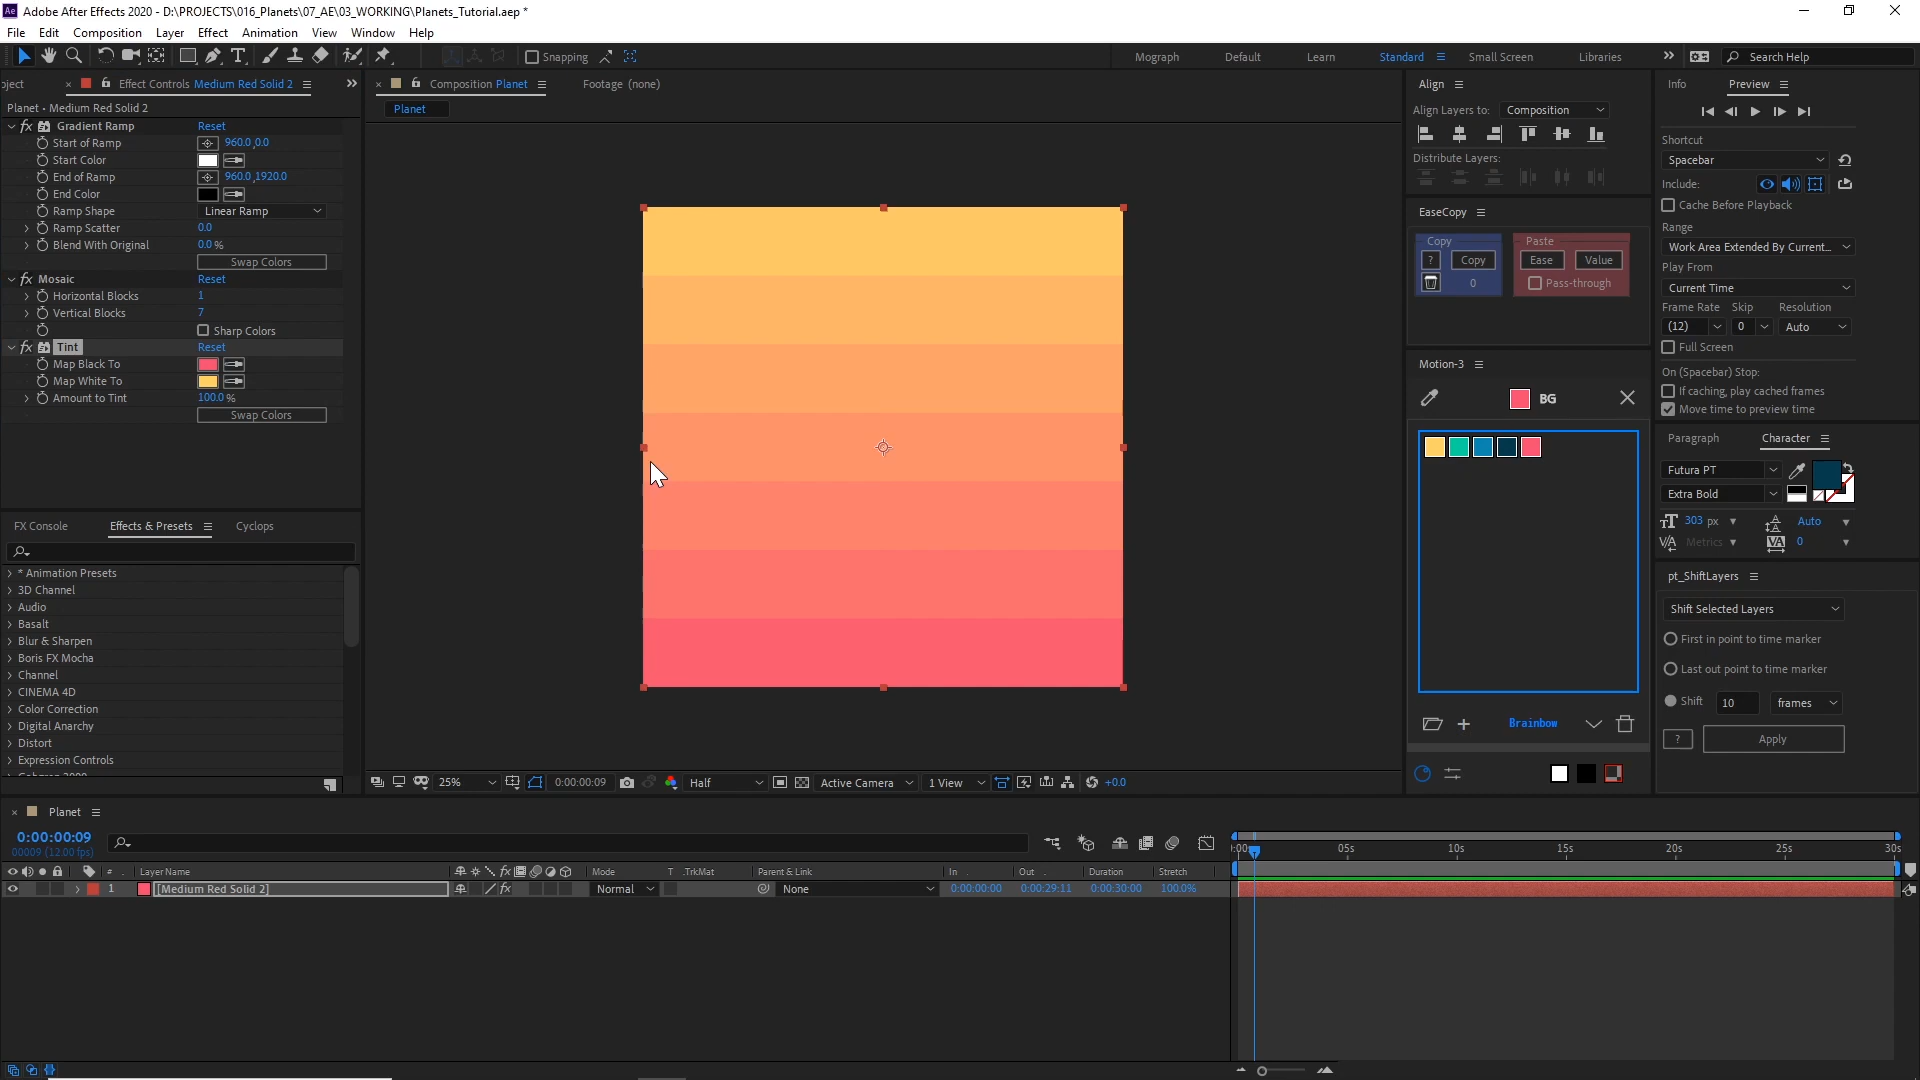 Ae Adobe After Effects 2020 - D:\PROJECTS\016_Planets\07_AE\03_WORKING\Planets_Tutorial.aep *
File Edit Composition Layer Effect Animation View Window Help
Snapping
Mograph Default Learn Standard Small Screen Libraries
Search Help
oject
Effect Controls Medium Red Solid 2
Planet • Medium Red Solid 2
fx Gradient Ramp Reset
Start of Ramp 960.0,0.0
Start Color
End of Ramp 960.0,1920.0
End Color
Ramp Shape Linear Ramp
Ramp Scatter 0.0
Blend With Original 0.0 %
Swap Colors
fx Mosaic Reset
Horizontal Blocks 1
Vertical Blocks 7
Sharp Colors
fx Tint Reset
Map Black To
Map White To
Amount to Tint 100.0 %
Swap Colors
FX Console Effects & Presets Cyclops
* Animation Presets
3D Channel
Audio
Basalt
Blur & Sharpen
Boris FX Mocha
Channel
CINEMA 4D
Color Correction
Digital Anarchy
Distort
Expression Controls
Composition Planet
Footage (none)
Planet
25% 0:00:00:09 Half Active Camera 1 View +0.0
Align
Align Layers to: Composition
Distribute Layers:
EaseCopy
Copy Paste
? Copy Ease Value
0 Pass-through
Motion-3
BG
Brainbow
Info Preview
Shortcut
Spacebar
Include:
Cache Before Playback
Range
Work Area Extended By Current...
Play From
Current Time
Frame Rate Skip Resolution
(12) 0 Auto
Full Screen
On (Spacebar) Stop:
If caching, play cached frames
Move time to preview time
Paragraph Character
Futura PT
Extra Bold
303 px Auto
Metrics 0
pt_ShiftLayers
Shift Selected Layers
First in point to time marker
Last out point to time marker
Shift 10 frames
? Apply
Planet
0:00:00:09
00009 (12.00 fps)
:00 05s 10s 15s 20s 25s 30s
# Layer Name fx Mode T .TrkMat Parent & Link In Out Duration Stretch
1 [Medium Red Solid 2] fx Normal None 0:00:00:00 0:00:29:11 0:00:30:00 100.0%